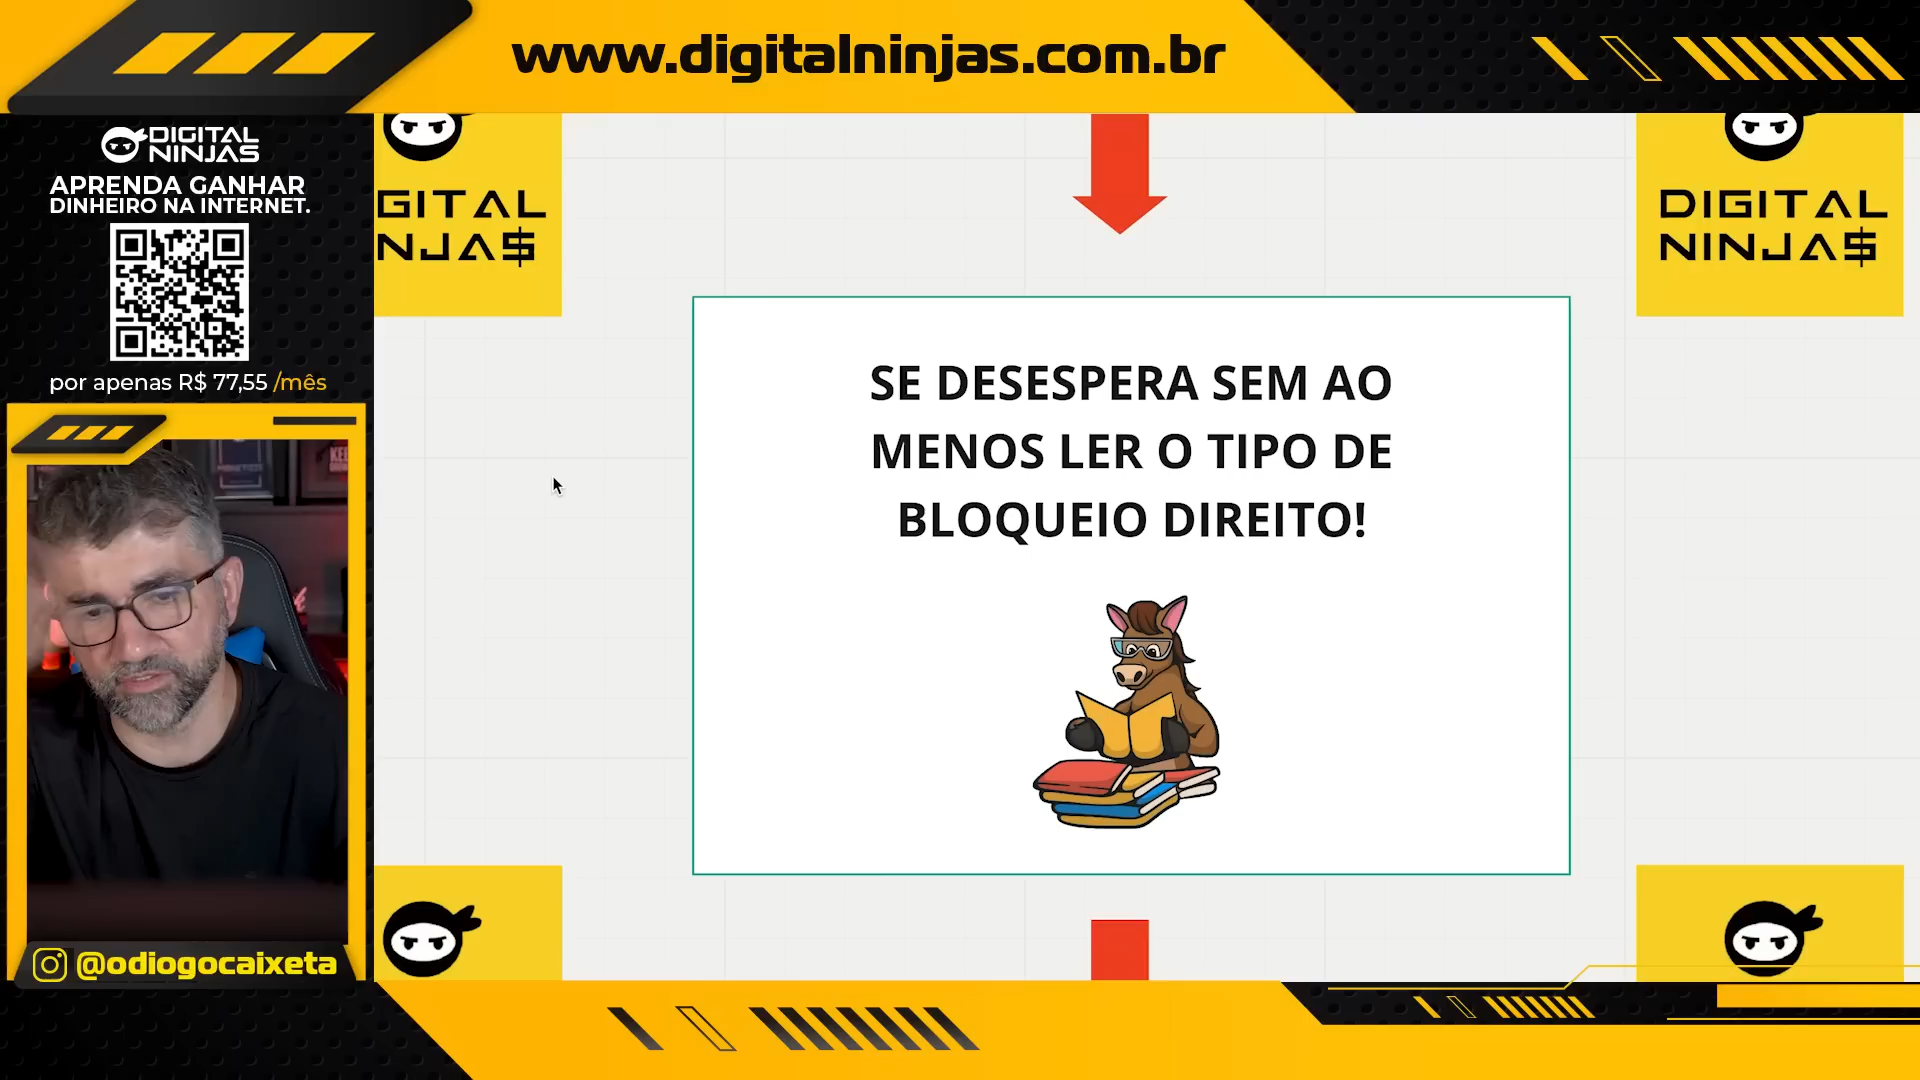 www.digitalninjas.com.br
DIGITAL
NINJAS
APRENDA GANHAR
DINHEIRO NA INTERNET.
por apenas R$ 77,55 /mês
GITAL
NJA$
DIGITAL
NINJA$
SE DESESPERA SEM AO
MENOS LER O TIPO DE
BLOQUEIO DIREITO!
@odiogocaixeta